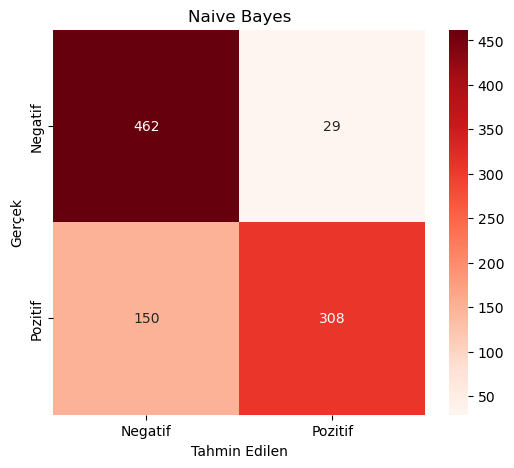 Naive Bayes
Gerçek
Negatif
462
29
Pozitif
150
308
Negatif
Pozitif
Tahmin Edilen
450
400
350
300
250
200
150
100
50